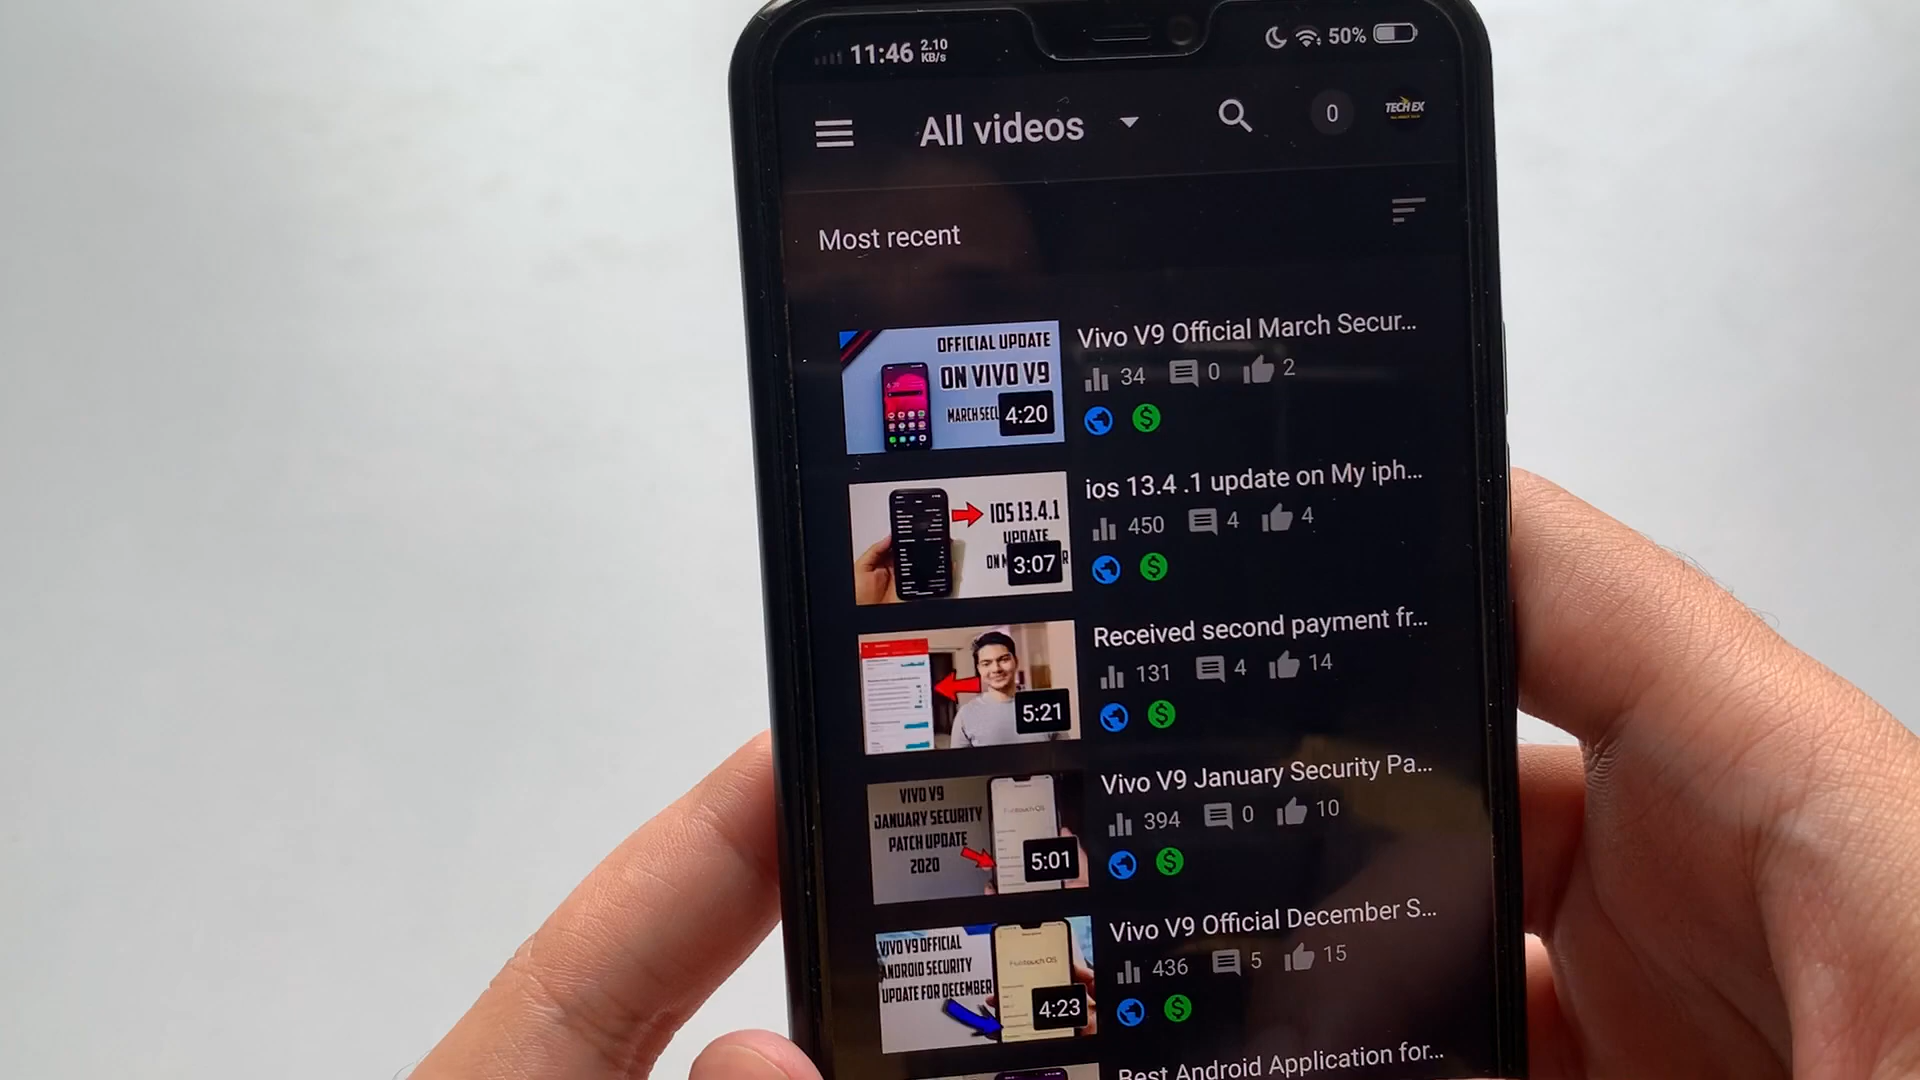 11:46 2.10 KB/s 50%
All videos 0 TECH EX
Most recent
OFFICIAL UPDATE
ON VIVO V9
4:20
Vivo V9 Official March Secur...
34 0 2
IOS 13.4.1
UPDATE
3:07
ios 13.4 .1 update on My iph...
450 4 4
5:21
Received second payment fr...
131 4 14
VIVO V9
JANUARY SECURITY
PATCH UPDATE
2020
Funtouch OS
5:01
Vivo V9 January Security Pa...
394 0 10
VIVO V9 OFFICIAL
ANDROID SECURITY
UPDATE FOR DECEMBER
Funtouch OS
4:23
Vivo V9 Official December S...
436 5 15
Best Android Application for...